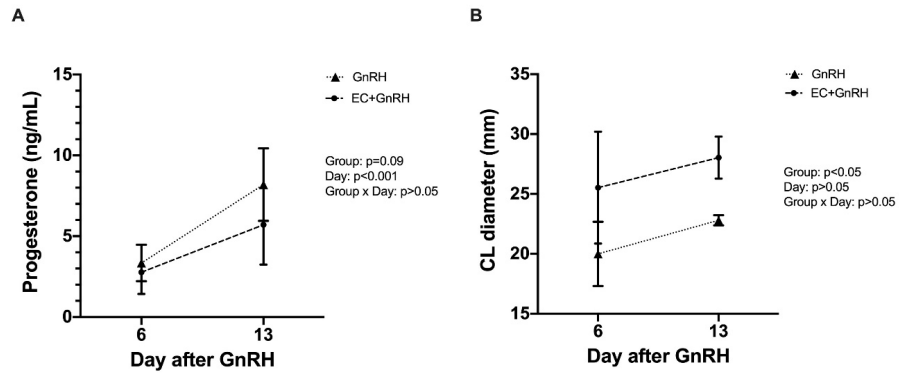 A
Progesterone (ng/mL)
15
10
5
0
6
13
Day after GnRH
GnRH
EC+GnRH
Group: p=0.09
Day: p<0.001
Group x Day: p>0.05
B
CL diameter (mm)
35
30
25
20
15
6
13
Day after GnRH
GnRH
EC+GnRH
Group: p<0.05
Day: p>0.05
Group x Day: p>0.05